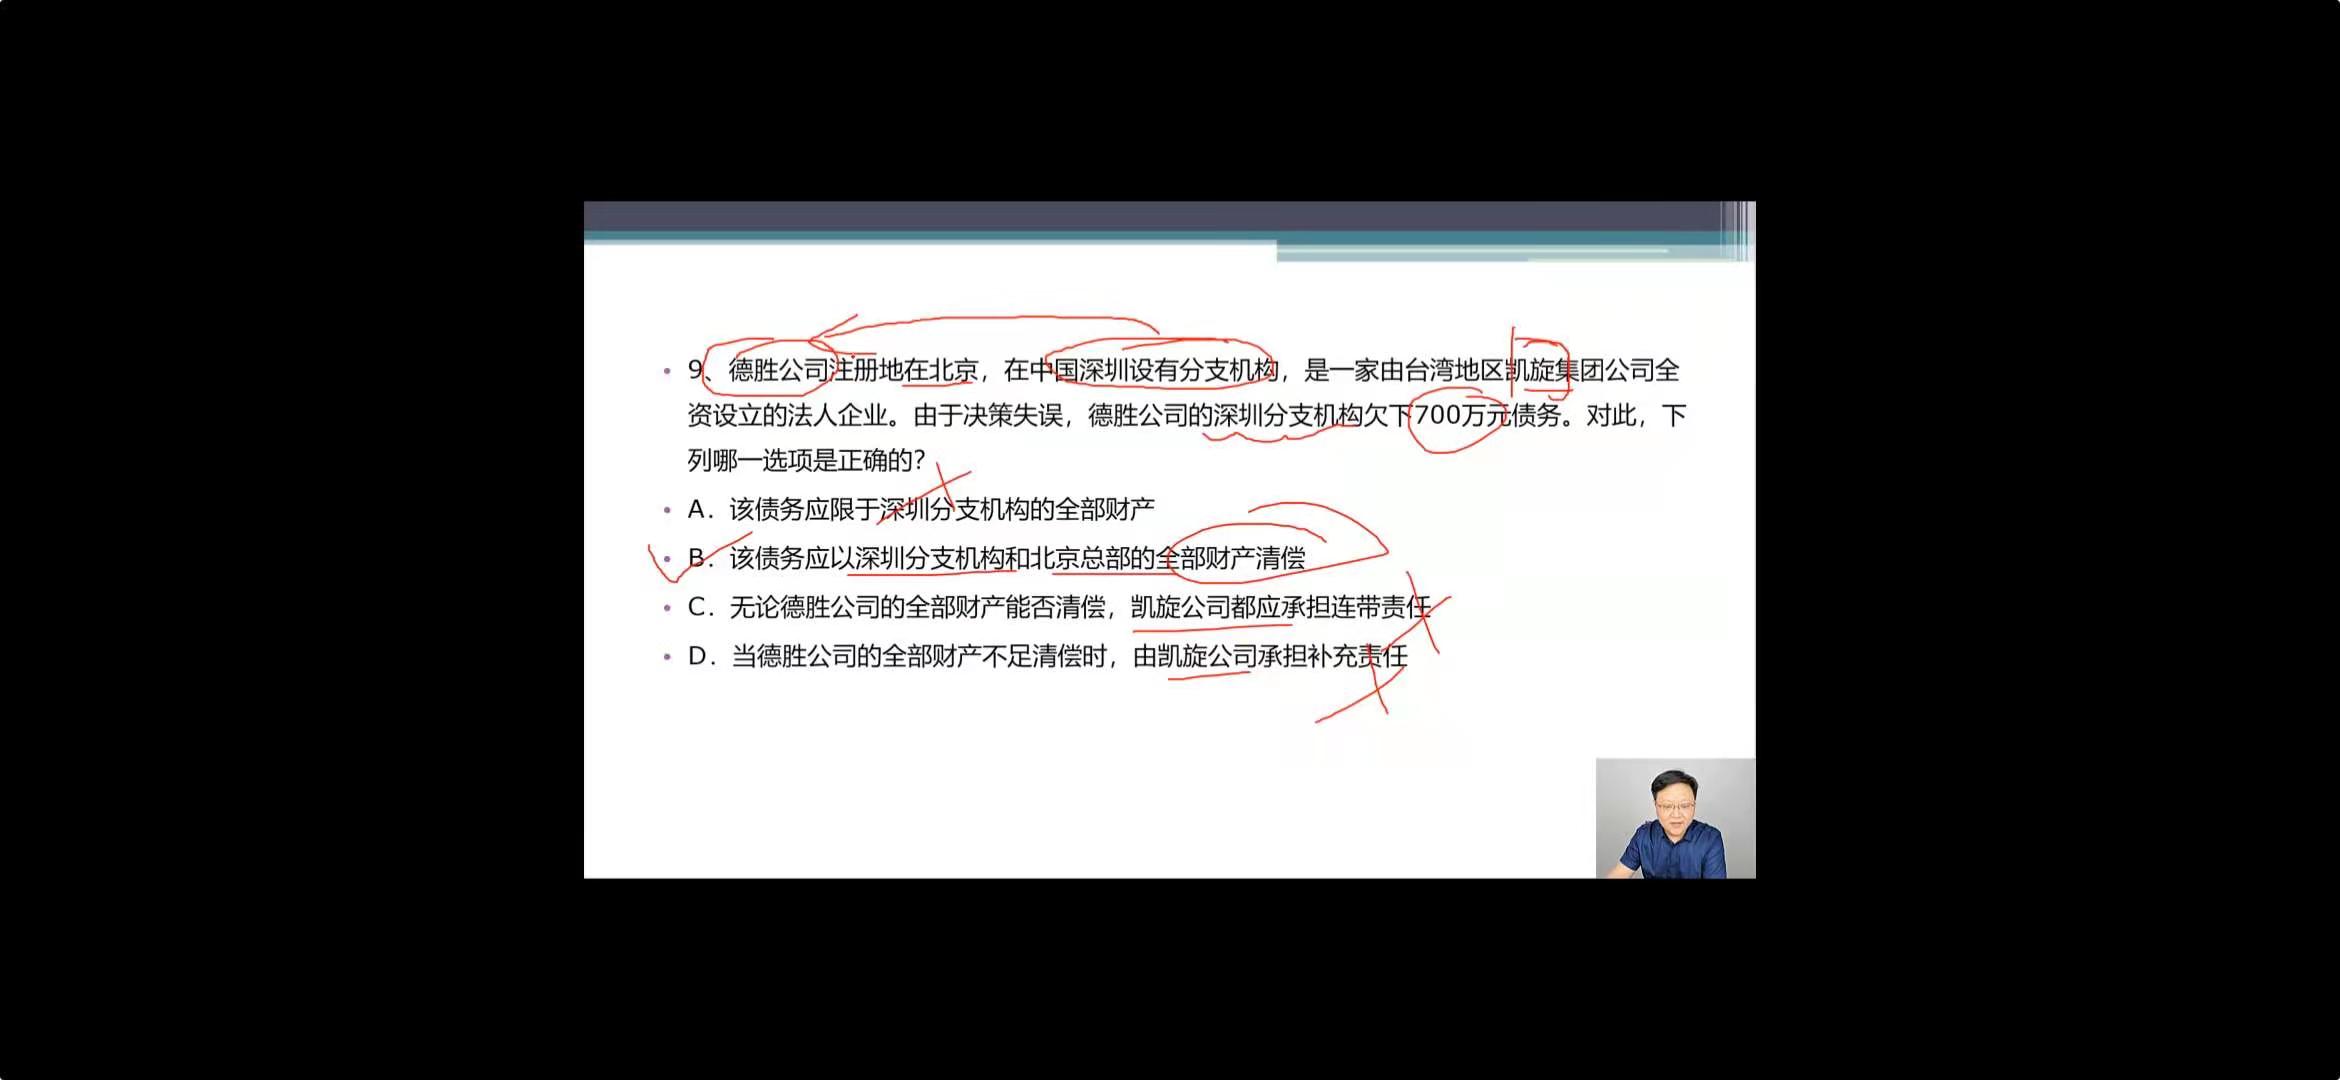 9、德胜公司注册地在北京，在中国深圳设有分支机构，是一家由台湾地区凯旋集团公司全
资设立的法人企业。由于决策失误，德胜公司的深圳分支机构欠下700万元债务。对此，下
列哪一选项是正确的？
A．该债务应限于深圳分支机构的全部财产
B．该债务应以深圳分支机构和北京总部的全部财产清偿
C．无论德胜公司的全部财产能否清偿，凯旋公司都应承担连带责任
D．当德胜公司的全部财产不足清偿时，由凯旋公司承担补充责任